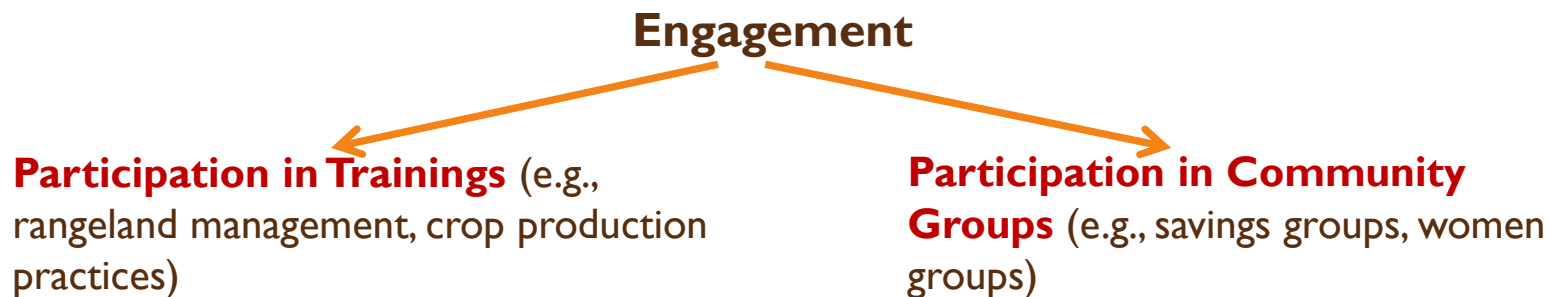 Engagement
Participation in Trainings (e.g.,
rangeland management, crop production
practices)
Participation in Community
Groups (e.g., savings groups, women
groups)